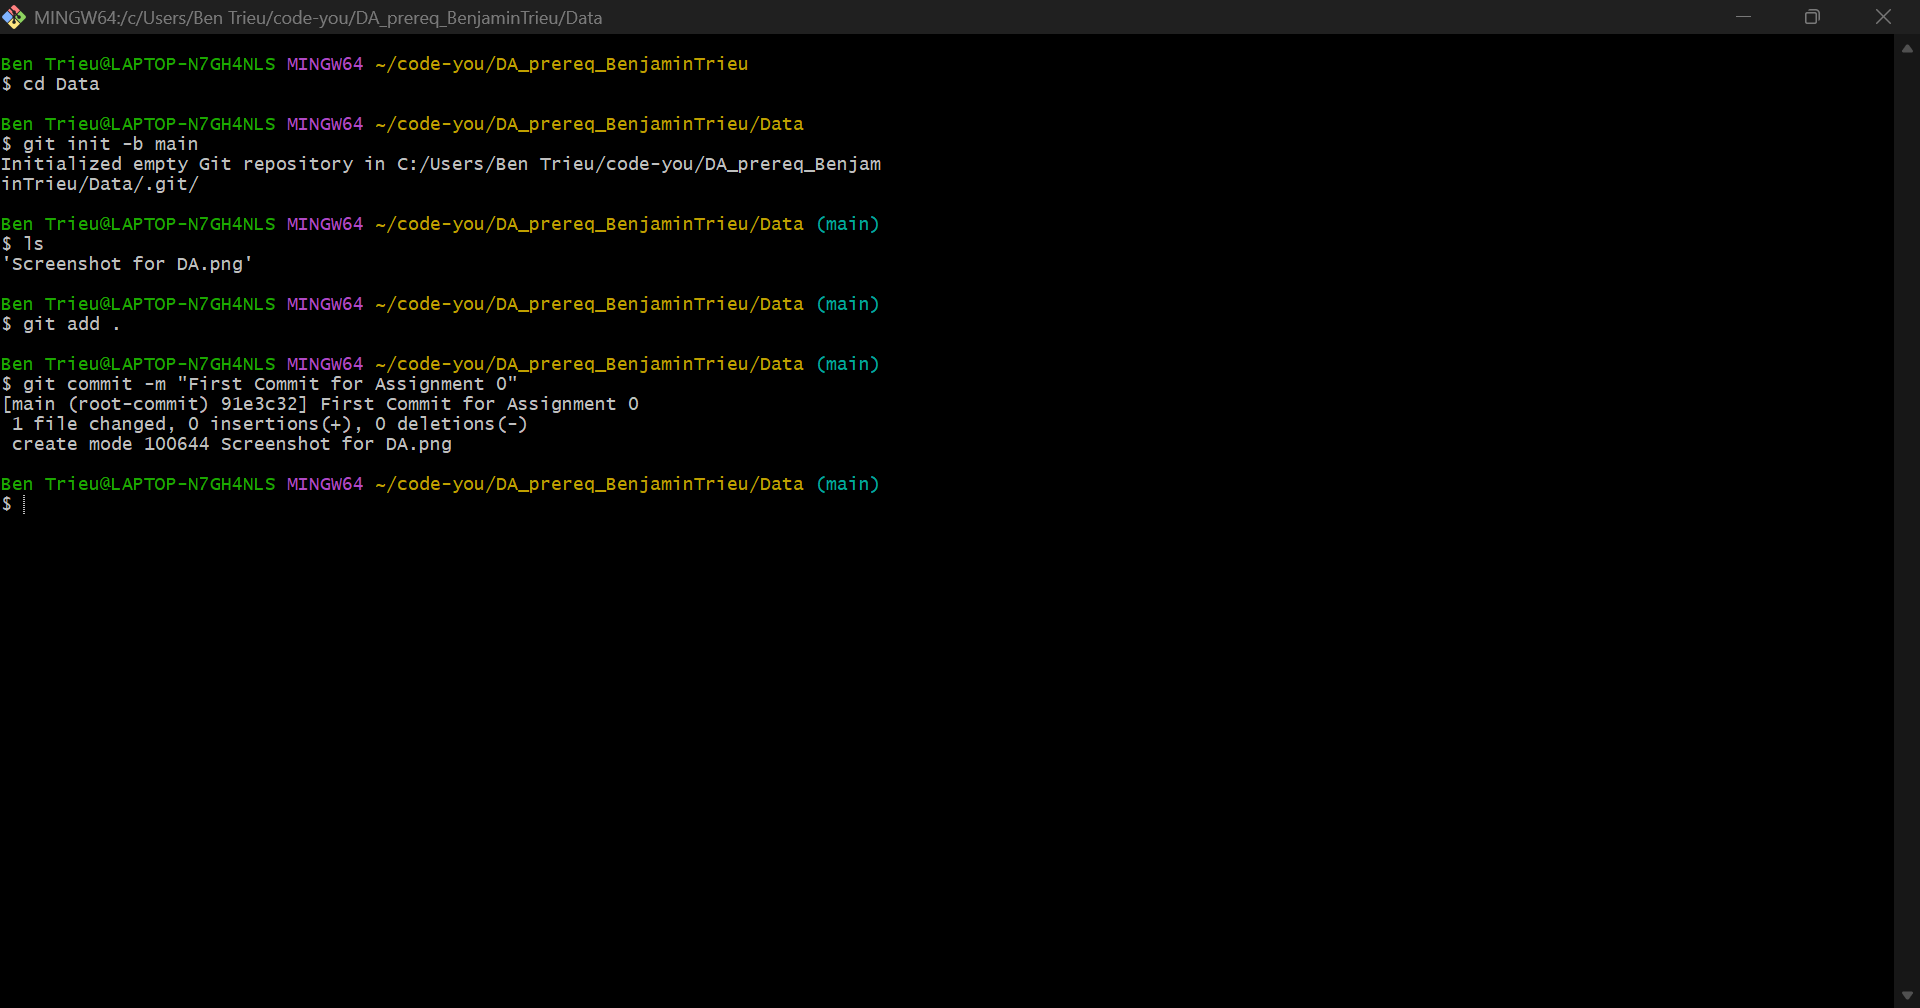 MINGW64:/c/Users/Ben Trieu/code-you/DA_prereq_BenjaminTrieu/Data
Ben Trieu@LAPTOP-N7GH4NLS MINGW64 ~/code-you/DA_prereq_BenjaminTrieu
$ cd Data
Ben Trieu@LAPTOP-N7GH4NLS MINGW64 ~/code-you/DA_prereq_BenjaminTrieu/Data
$ git init -b main
Initialized empty Git repository in C:/Users/Ben Trieu/code-you/DA_prereq_Benjam
inTrieu/Data/.git/
Ben Trieu@LAPTOP-N7GH4NLS MINGW64 ~/code-you/DA_prereq_BenjaminTrieu/Data (main)
$ ls
'Screenshot for DA.png'
Ben Trieu@LAPTOP-N7GH4NLS MINGW64 ~/code-you/DA_prereq_BenjaminTrieu/Data (main)
$ git add .
Ben Trieu@LAPTOP-N7GH4NLS MINGW64 ~/code-you/DA_prereq_BenjaminTrieu/Data (main)
$ git commit -m "First Commit for Assignment 0"
[main (root-commit) 91e3c32] First Commit for Assignment 0
 1 file changed, 0 insertions(+), 0 deletions(-)
 create mode 100644 Screenshot for DA.png
Ben Trieu@LAPTOP-N7GH4NLS MINGW64 ~/code-you/DA_prereq_BenjaminTrieu/Data (main)
$